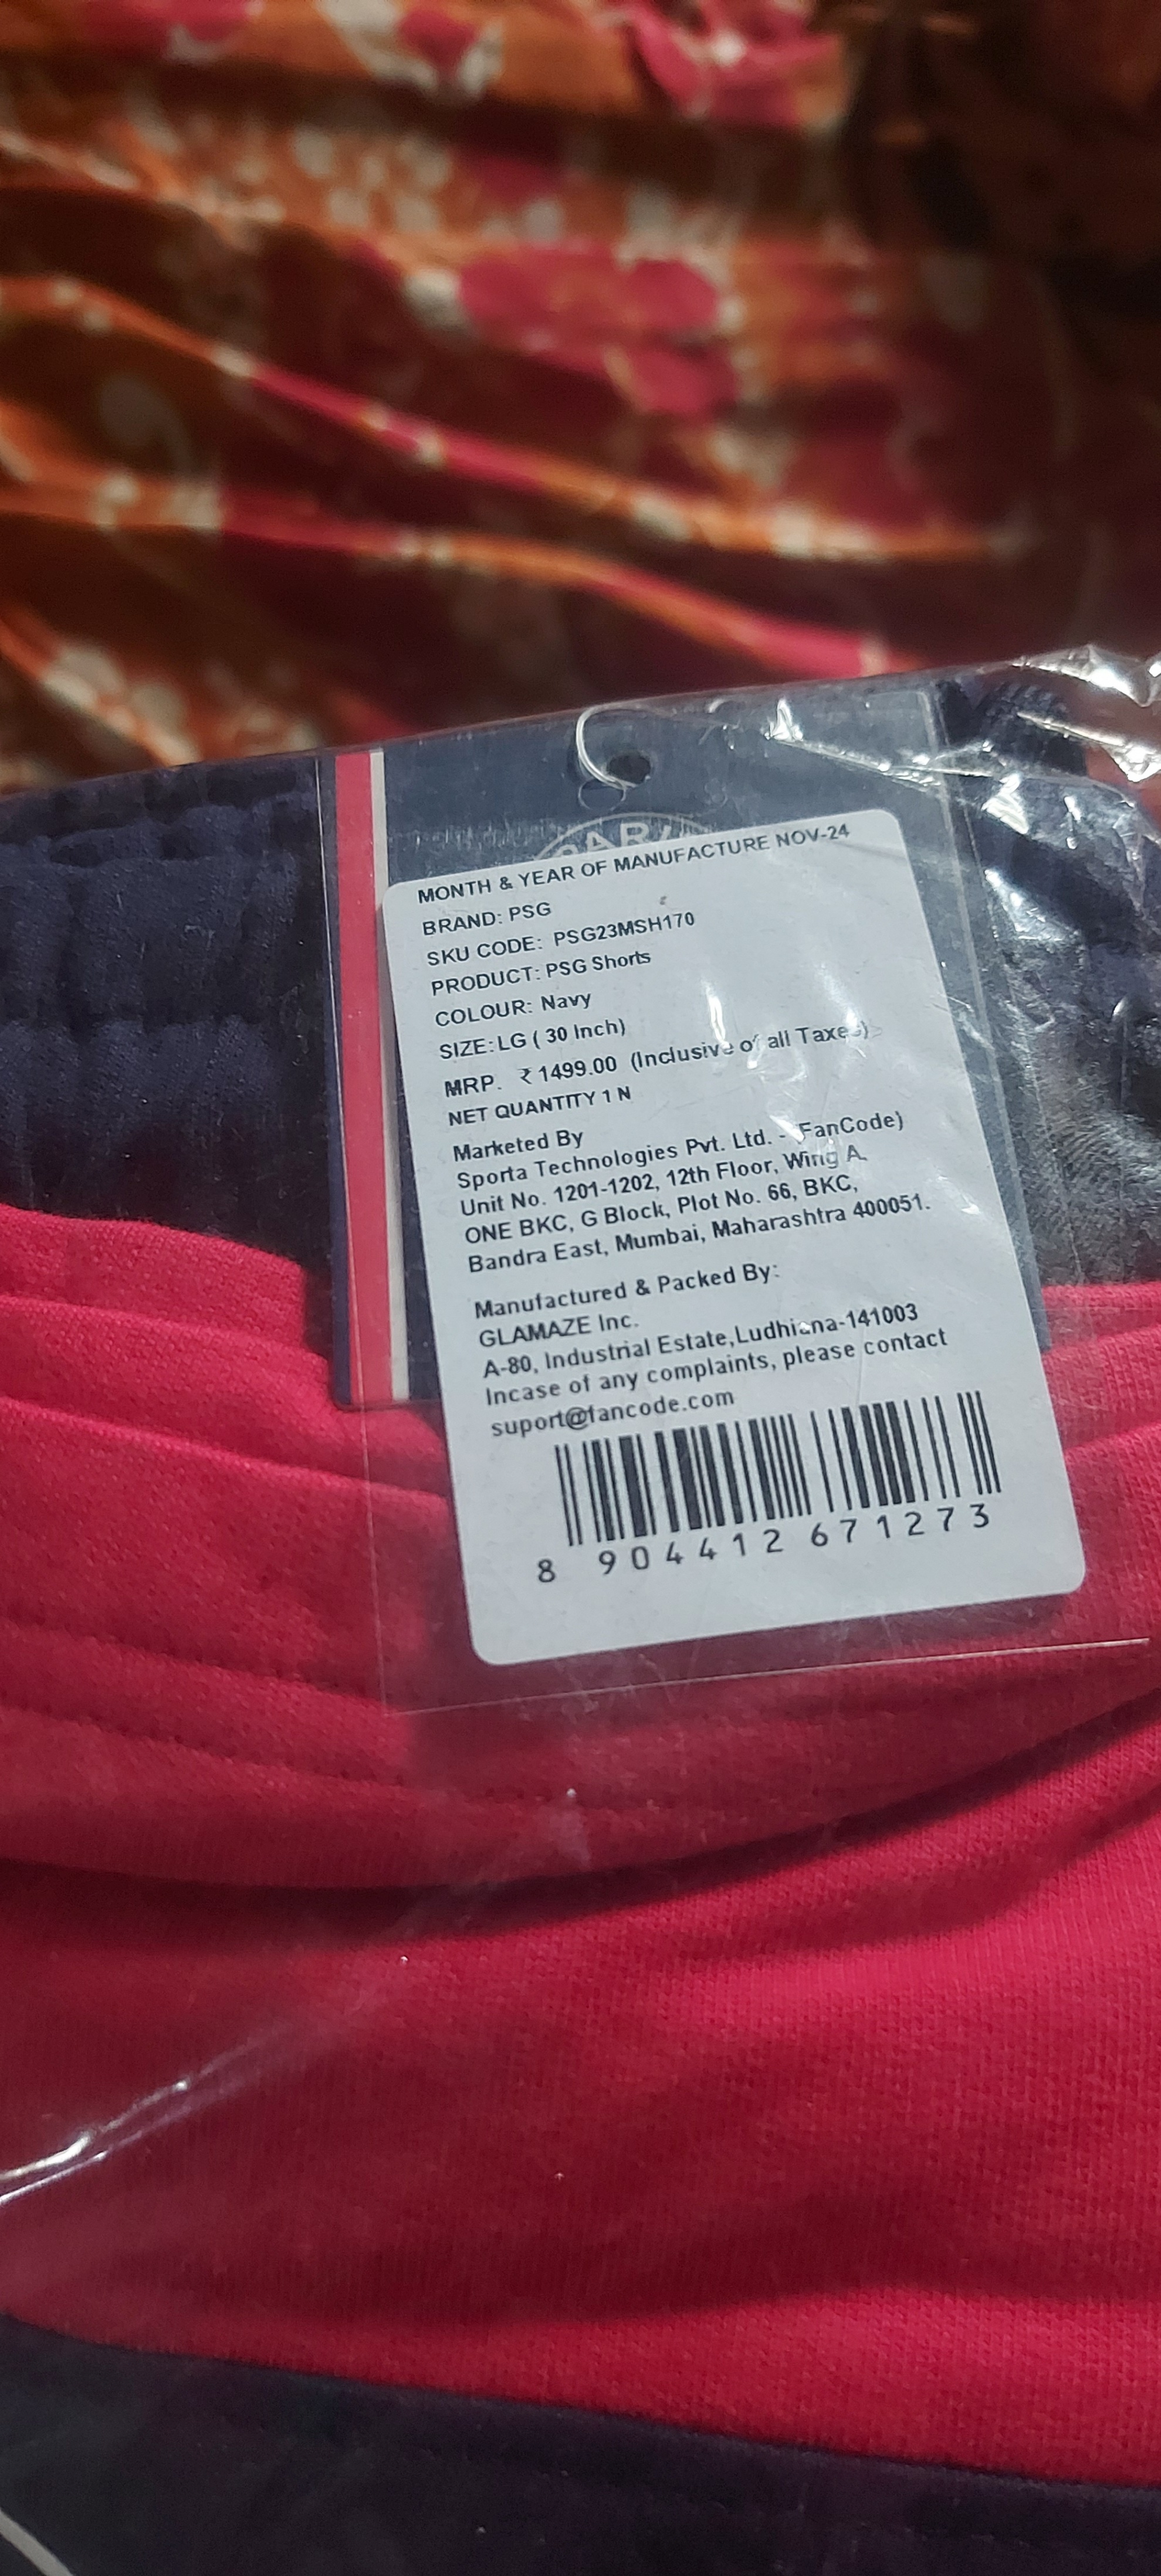 PARI
MONTH & YEAR OF MANUFACTURE NOV-24
BRAND: PSG
SKU CODE: PSG23MSH170
PRODUCT: PSG Shorts
COLOUR: Navy
SIZE: LG ( 30 Inch)
MRP. ₹ 1499.00 (Inclusive of all Taxes)
NET QUANTITY 1 N
Marketed By
Sporta Technologies Pvt. Ltd. - FanCode)
Unit No. 1201-1202, 12th Floor, Wing A,
ONE BKC, G Block, Plot No. 66, BKC,
Bandra East, Mumbai, Maharashtra 400051.
Manufactured & Packed By:
GLAMAZE Inc.
A-80, Industrial Estate,Ludhiana-141003
Incase of any complaints, please contact
suport@fancode.com
8 904412 671273